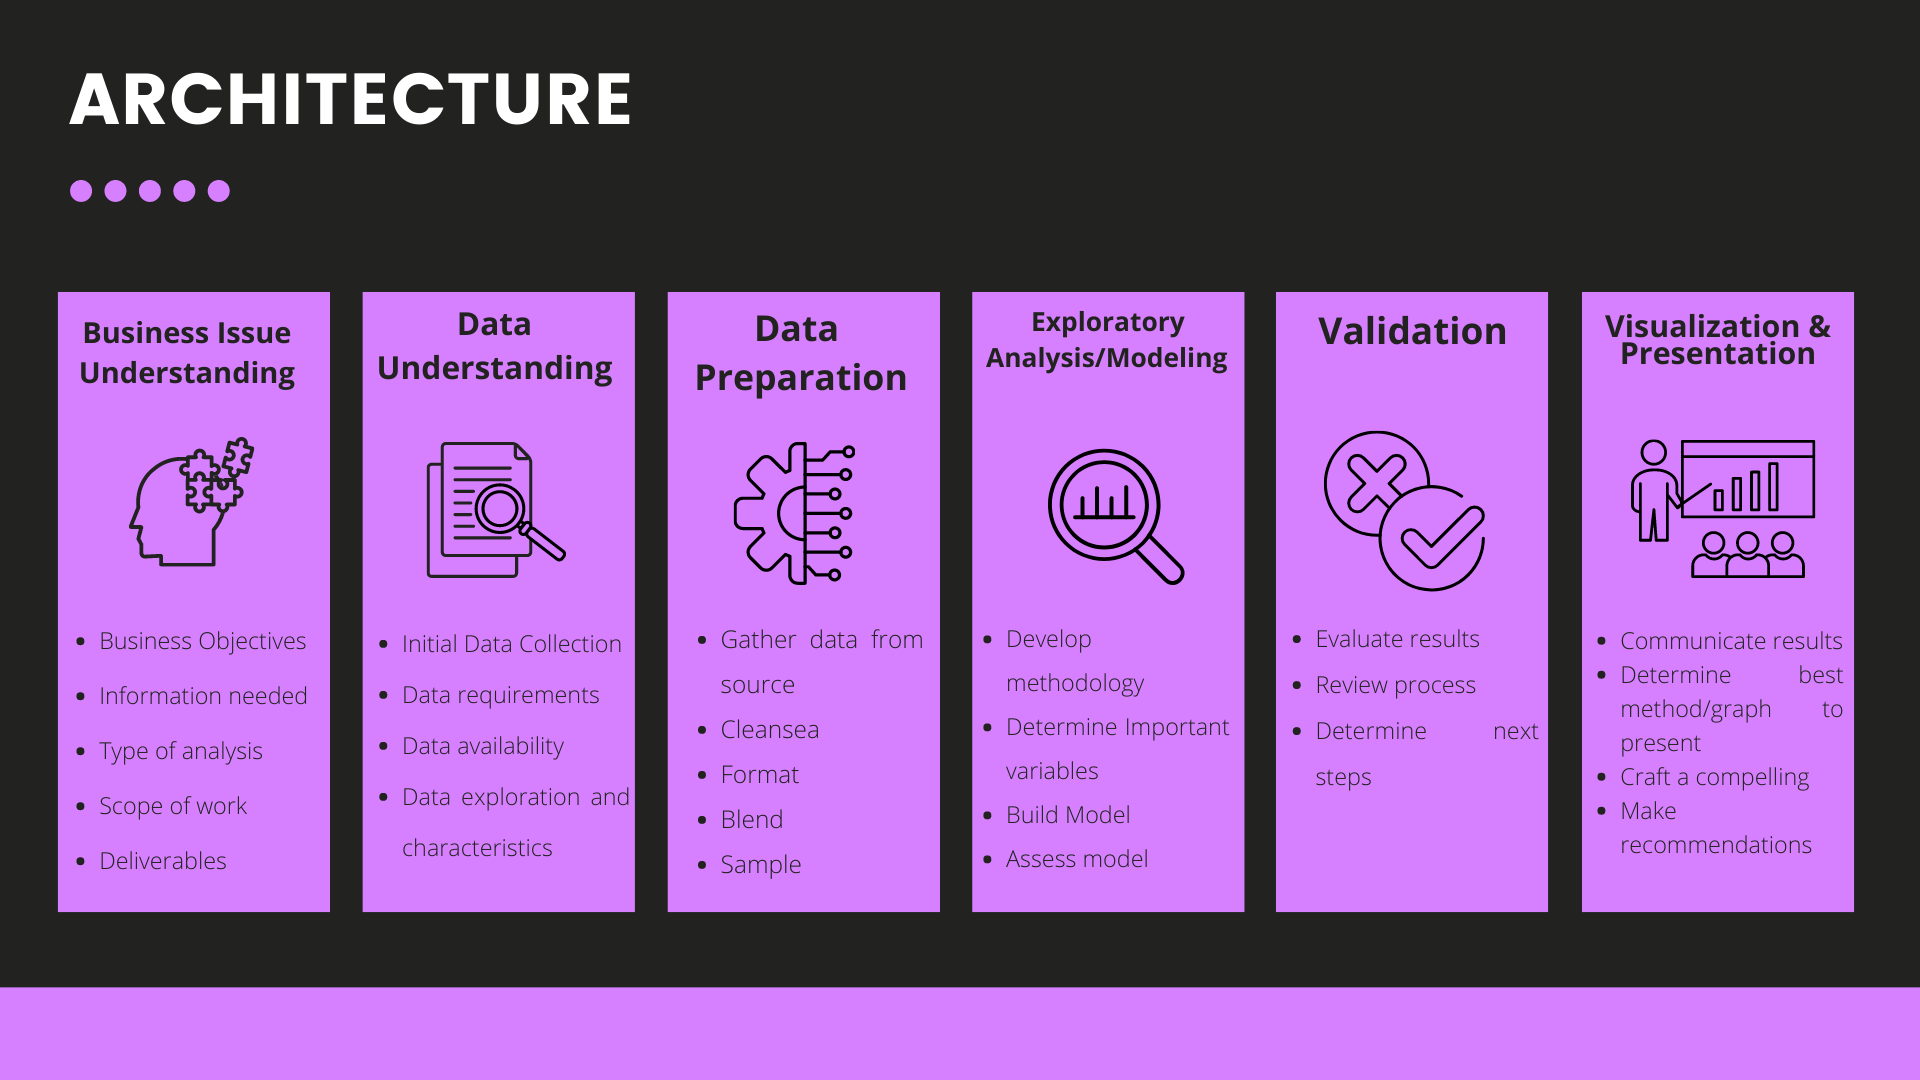 ARCHITECTURE
Business Issue
Understanding
• Business Objectives
• Information needed
• Type of analysis
• Scope of work
• Deliverables
Data
Understanding
• Initial Data Collection
• Data requirements
• Data availability
• Data exploration and
characteristics
Data
Preparation
• Gather data from
source
• Cleansea
• Format
• Blend
• Sample
Exploratory
Analysis/Modeling
• Develop
methodology
• Determine Important
variables
• Build Model
• Assess model
Validation
• Evaluate results
• Review process
• Determine next
steps
Visualization &
Presentation
• Communicate results
• Determine best
method/graph to
present
• Craft a compelling
• Make
recommendations